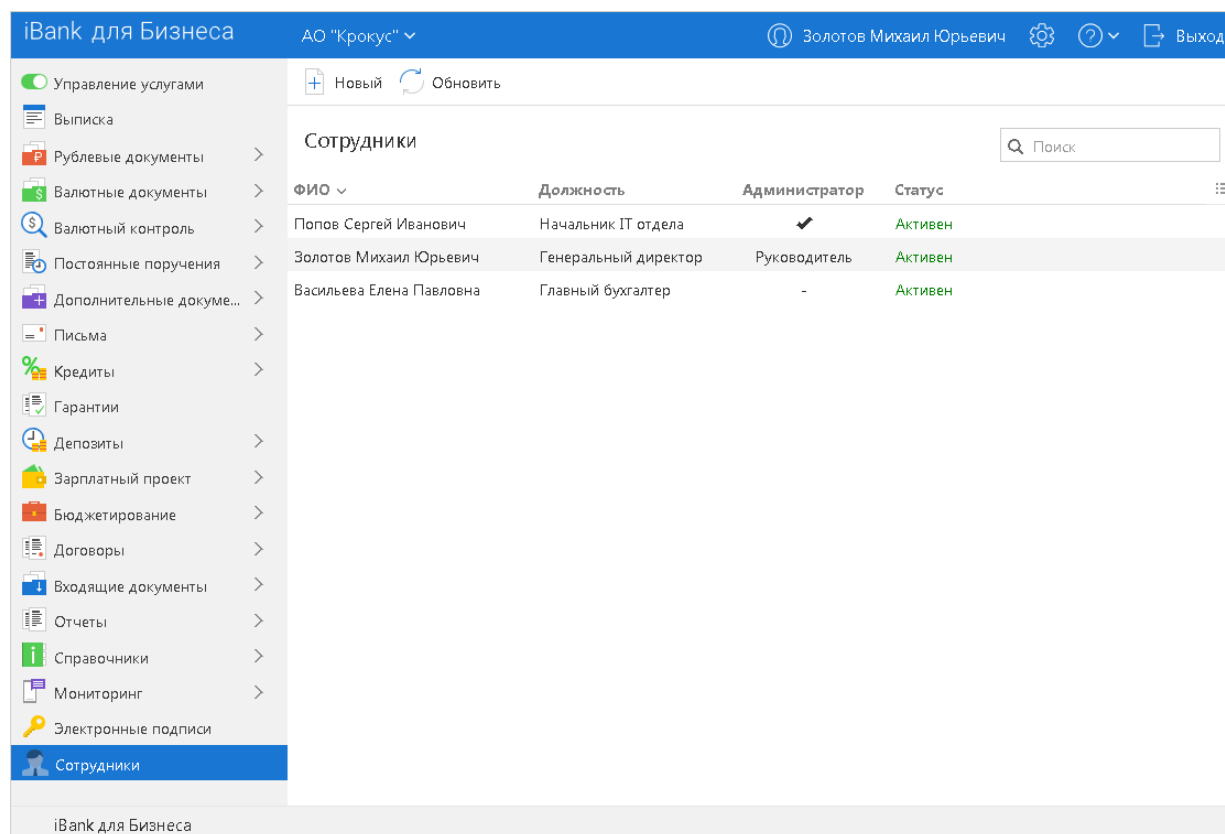 iBank для Бизнеса
АО "Крокус"
Золотов Михаил Юрьевич
Выход
Управление услугами
Выписка
Рублевые документы
Валютные документы
Валютный контроль
Постоянные поручения
Дополнительные докуме...
Письма
Кредиты
Гарантии
Депозиты
Зарплатный проект
Бюджетирование
Договоры
Входящие документы
Отчеты
Справочники
Мониторинг
Электронные подписи
Сотрудники
Новый Обновить
Сотрудники
Поиск
ФИО Должность Администратор Статус
Попов Сергей Иванович Начальник IT отдела ✔ Активен
Золотов Михаил Юрьевич Генеральный директор Руководитель Активен
Васильева Елена Павловна Главный бухгалтер - Активен
iBank для Бизнеса